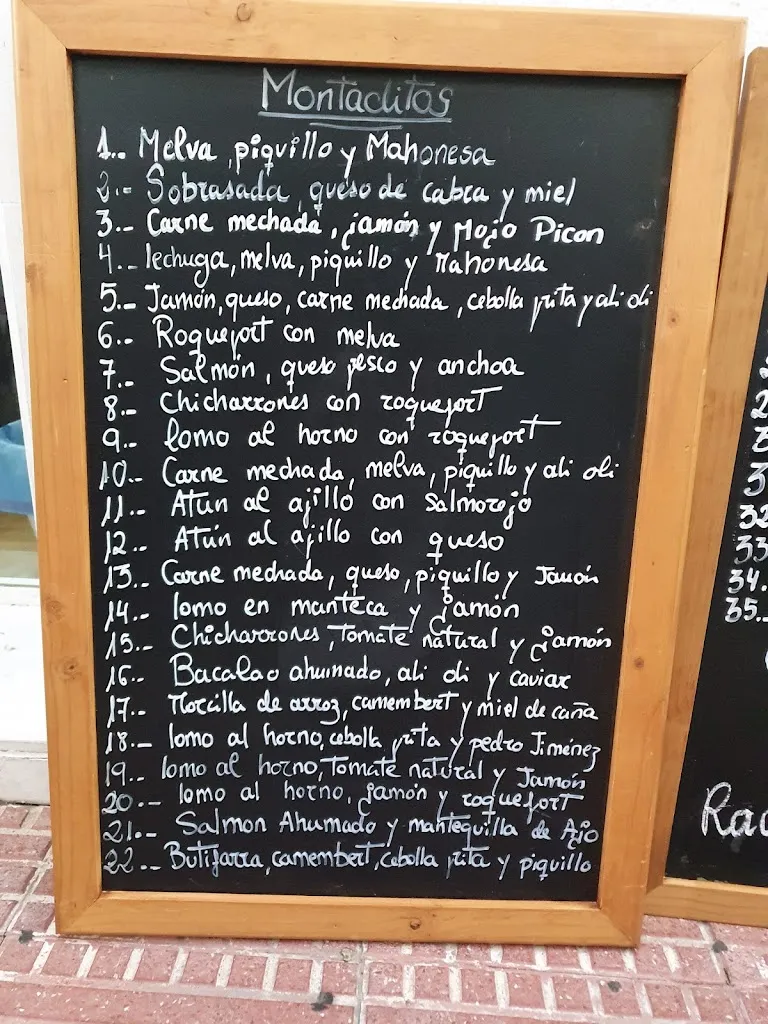 Montaditos
1.- Melva, piquillo y Mahonesa
2.- Sobrasada, queso de cabra y miel
3.- Carne mechada, jamón y Mojo Picon
4.- lechuga, melva, piquillo y Mahonesa
5.- Jamón, queso, carne mechada, cebolla frita y ali oli
6.- Roquefort con melva
7.- Salmón, queso fesco y anchoa
8.- Chicharrones con roquefort
9.- lomo al horno con roquefort
10.- Carne mechada, melva, piquillo y ali oli
11.- Atun al ajillo con Salmorejo
12.- Atún al ajillo con queso
13.- Carne mechada, queso, piquillo y Jamón
14.- lomo en manteca y jamón
15.- Chicharrones, Tomate natural y jamón
16.- Bacalao ahumado, ali oli y caviar
17.- Morcilla de arroz, camembert y miel de caña
18.- lomo al horno, cebolla frita y pedro Jiménez
19.- lomo al horno, Tomate natural y Jamón
20.- lomo al horno, jamón y roquefort
21.- Salmon Ahumado y mantequilla de Ajo
22.- Butifarra, camembert, cebolla frita y piquillo
32
33
34.
35.-